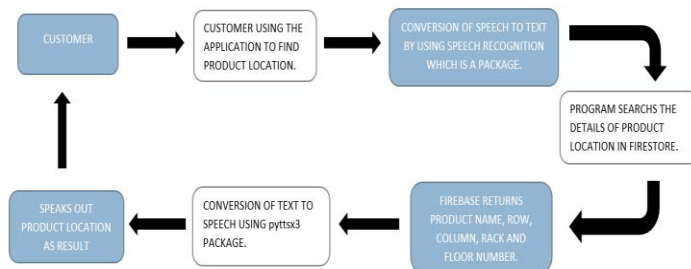 CUSTOMER
CUSTOMER USING THE
APPLICATION TO FIND
PRODUCT LOCATION.
CONVERSION OF SPEECH TO TEXT
BY USING SPEECH RECOGNITION
WHICH IS A PACKAGE.
PROGRAM SEARCHS THE
DETAILS OF PRODUCT
LOCATION IN FIRESTORE.
FIREBASE RETURNS
PRODUCT NAME, ROW,
COLUMN, RACK AND
FLOOR NUMBER.
CONVERSION OF TEXT TO
SPEECH USING pyttsx3
PACKAGE.
SPEAKS OUT
PRODUCT LOCATION
AS RESULT